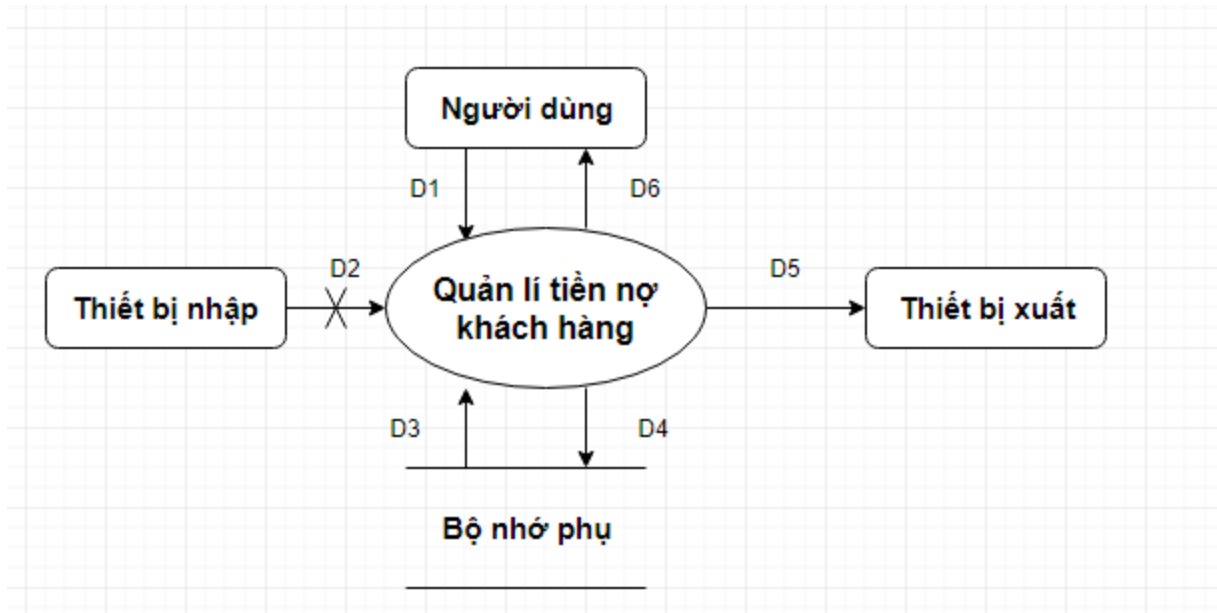 Người dùng
D1
D6
D2
D5
Thiết bị nhập
Quản lí tiền nợ
khách hàng
Thiết bị xuất
D3
D4
Bộ nhớ phụ